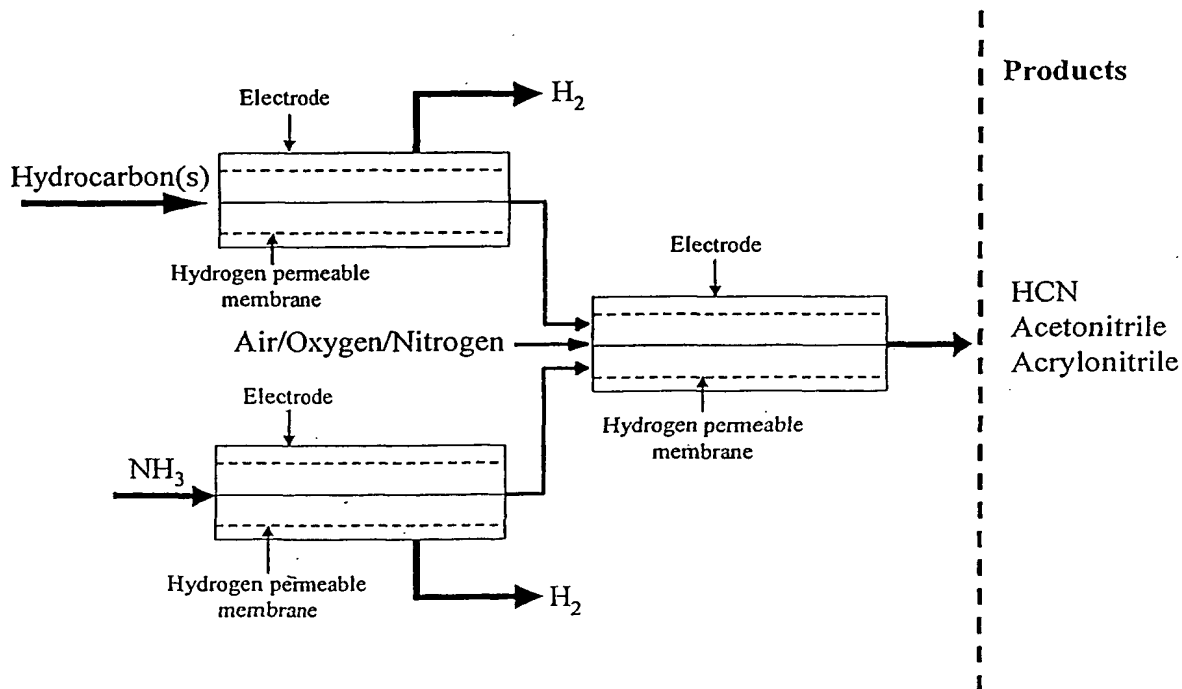 Products
Electrode
H2
Hydrocarbon(s)
Hydrogen permeable
membrane
Electrode
Air/Oxygen/Nitrogen
HCN
Acetonitrile
Acrylonitrile
Electrode
Hydrogen permeable
membrane
NH3
Hydrogen permeable
membrane
H2